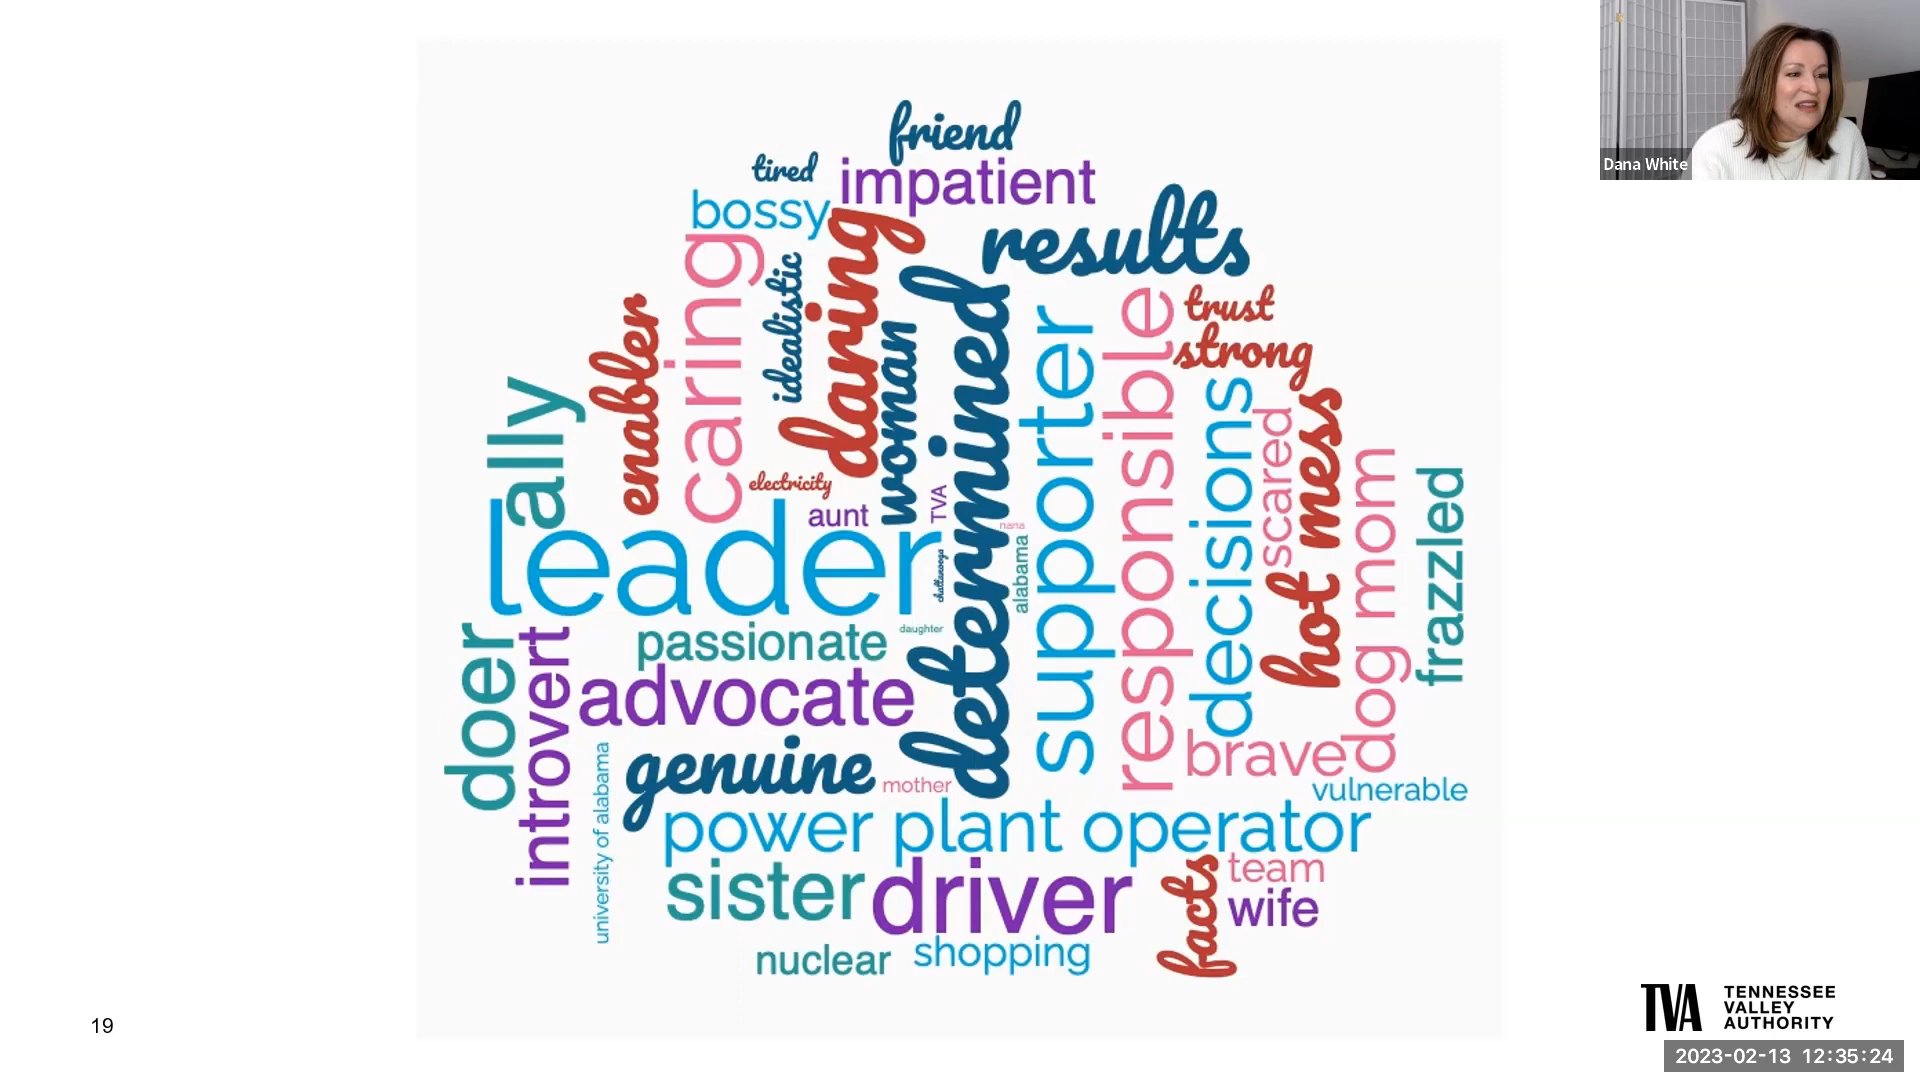 friend
tired
impatient
bossy
results
caring
idealistic
daring
enabler
woman
determined
supporter
responsible
trust
strong
decisions
scared
hot mess
dog mom
frazzled
ally
electricity
aunt
TVA
nana
alabama
chattanooga
leader
daughter
passionate
doer
introvert
advocate
genuine
mother
brave
vulnerable
university of alabama
power plant operator
sister
driver
facts
team
wife
nuclear
shopping
Dana White
19
TVA
TENNESSEE
VALLEY
AUTHORITY
2023-02-13 12:35:24